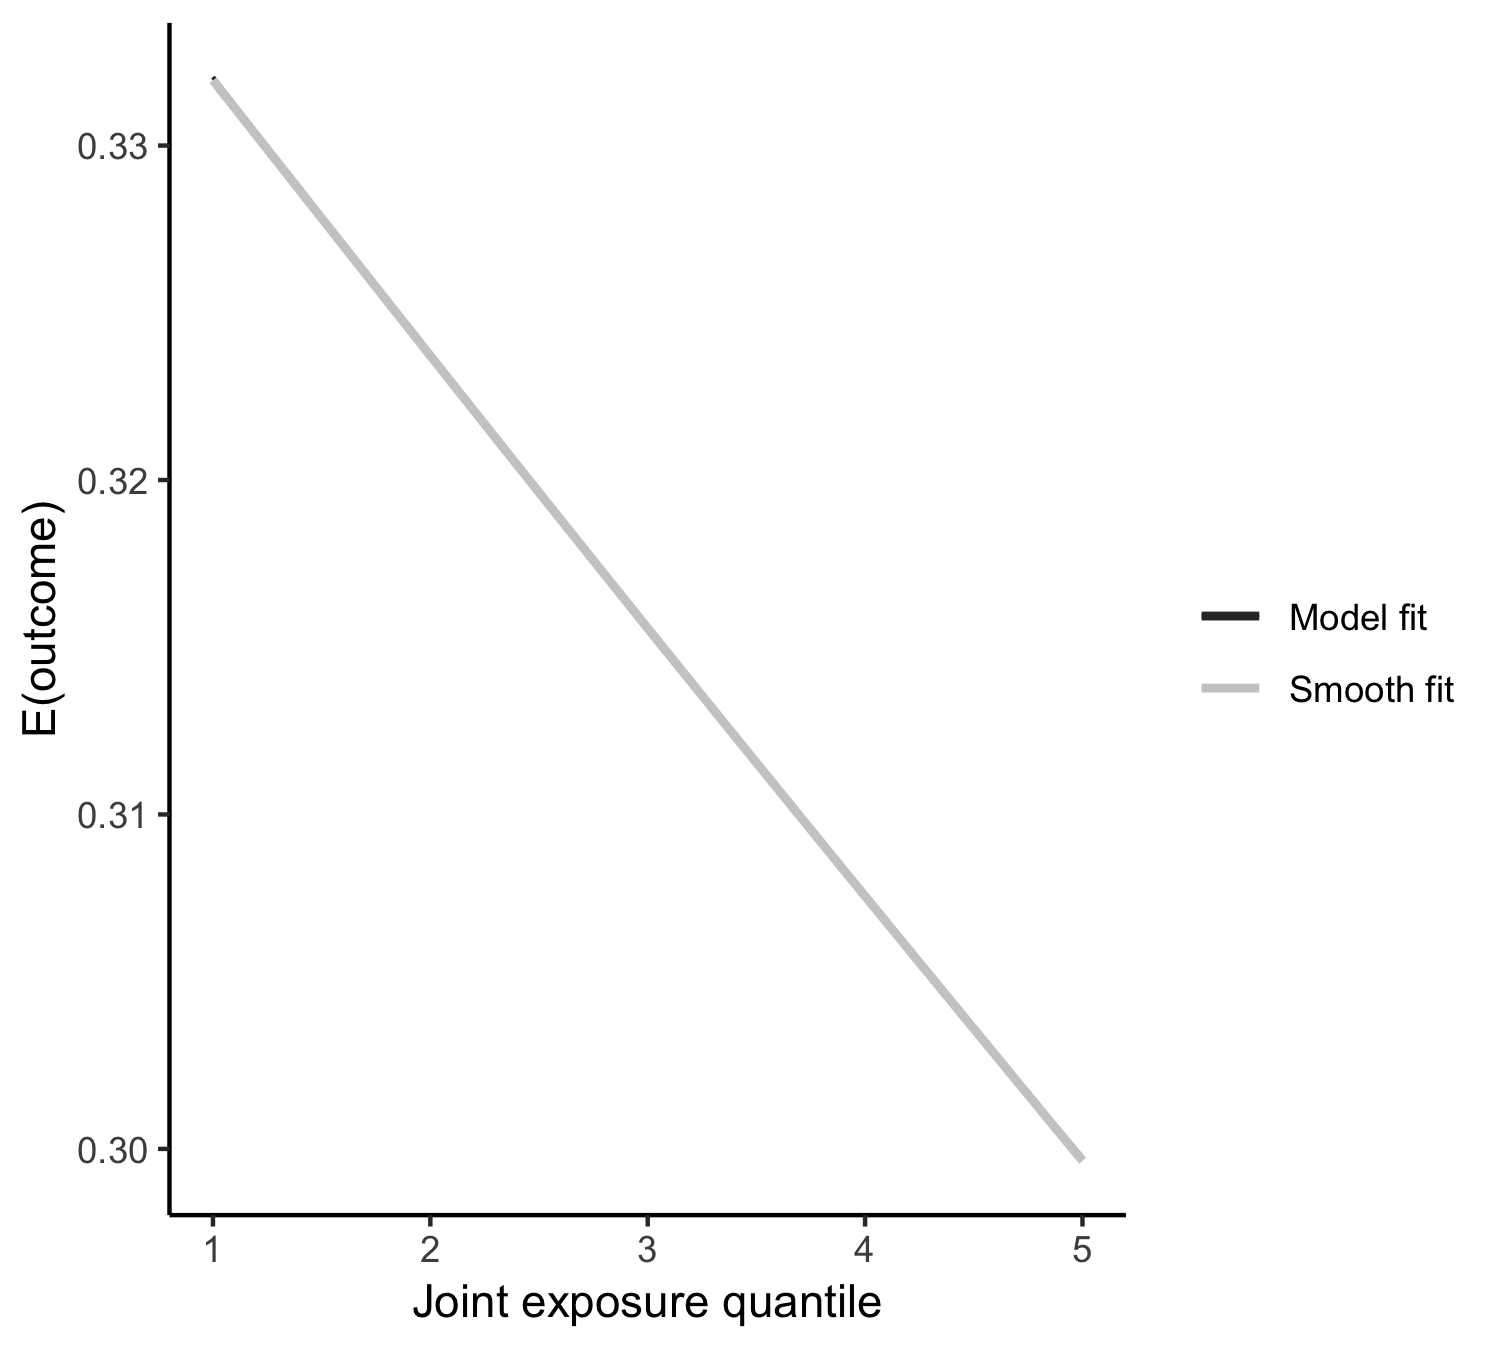 E(outcome)
0.33
0.32
0.31
0.30
1 2 3 4 5
Joint exposure quantile
Model fit
Smooth fit